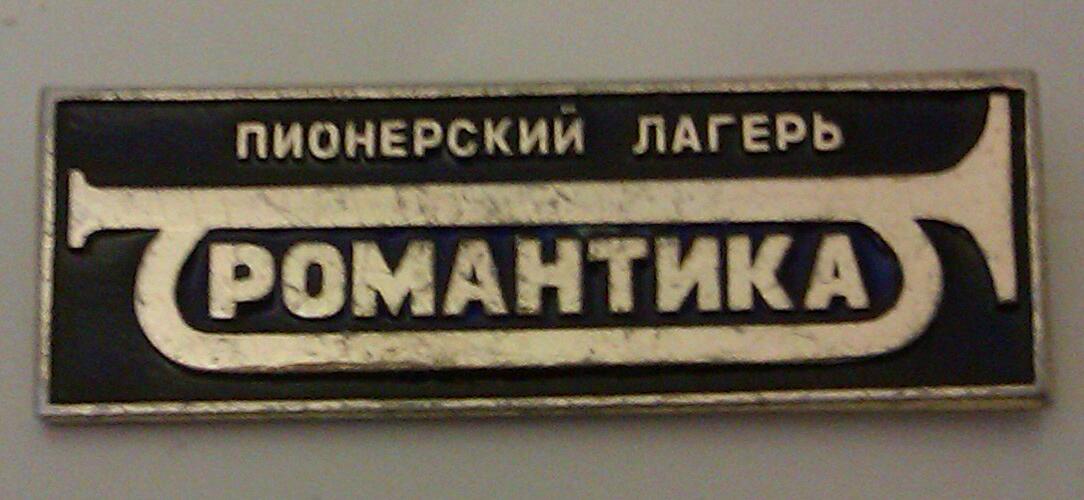 ПИОНЕРСКИЙ ЛАГЕРЬ
РОМАНТИКА